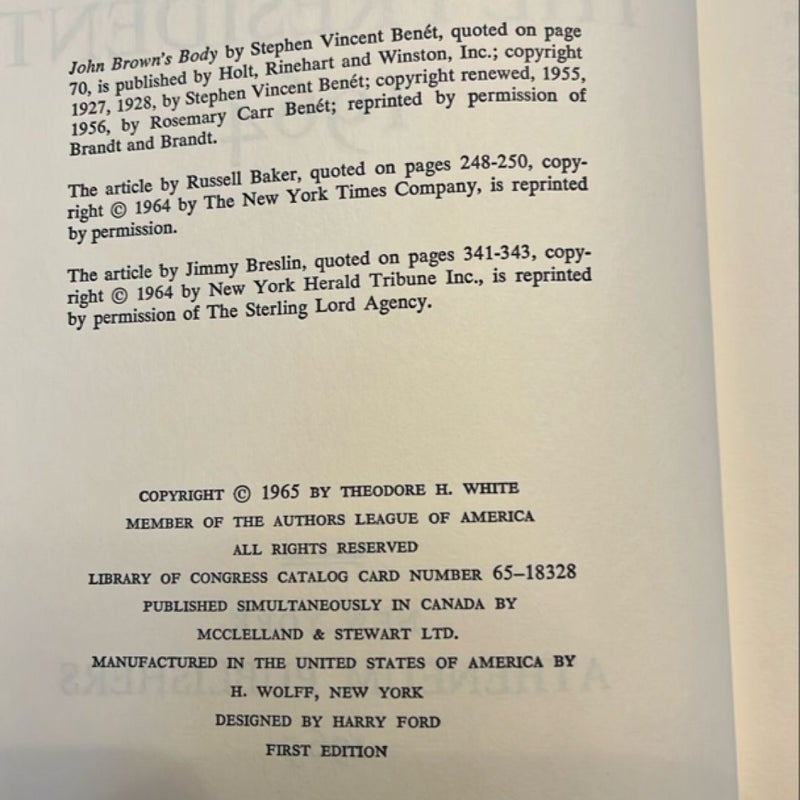 John Brown's Body by Stephen Vincent Benét, quoted on page
70, is published by Holt, Rinehart and Winston, Inc.; copyright
1927, 1928, by Stephen Vincent Benét; copyright renewed, 1955,
1956, by Rosemary Carr Benét; reprinted by permission of
Brandt and Brandt.
The article by Russell Baker, quoted on pages 248-250, copy-
right © 1964 by The New York Times Company, is reprinted
by permission.
The article by Jimmy Breslin, quoted on pages 341-343, copy-
right © 1964 by New York Herald Tribune Inc., is reprinted
by permission of The Sterling Lord Agency.
COPYRIGHT © 1965 BY THEODORE H. WHITE
MEMBER OF THE AUTHORS LEAGUE OF AMERICA
ALL RIGHTS RESERVED
LIBRARY OF CONGRESS CATALOG CARD NUMBER 65–18328
PUBLISHED SIMULTANEOUSLY IN CANADA BY
MCCLELLAND & STEWART LTD.
MANUFACTURED IN THE UNITED STATES OF AMERICA BY
H. WOLFF, NEW YORK
DESIGNED BY HARRY FORD
FIRST EDITION